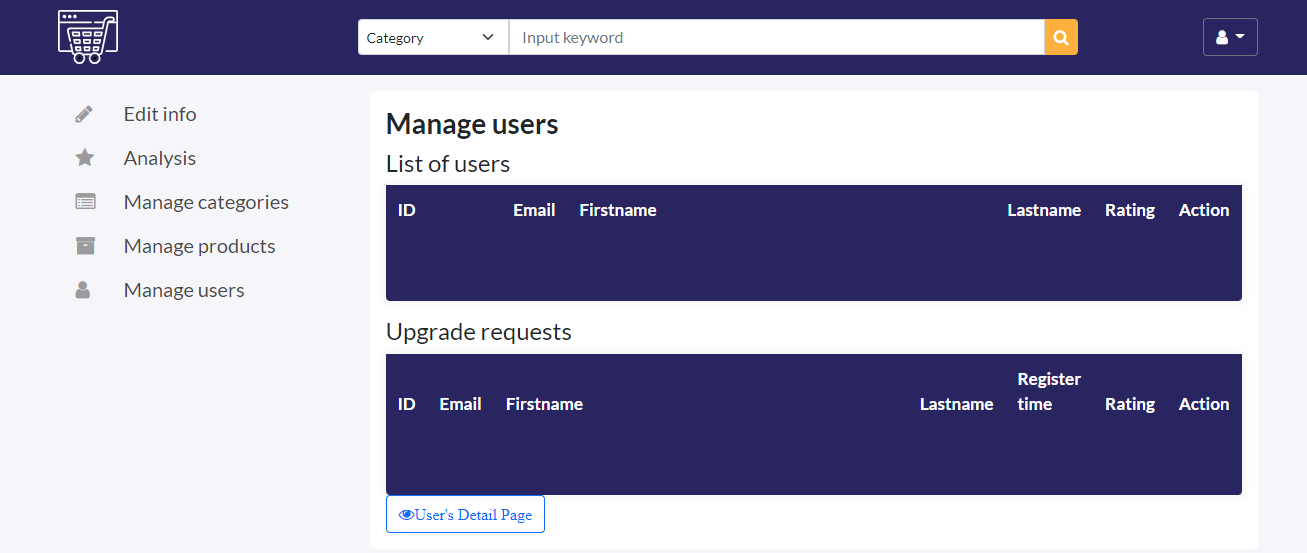 Category Input keyword
Edit info
Analysis
Manage categories
Manage products
Manage users
Manage users
List of users
ID Email Firstname Lastname Rating Action
Upgrade requests
ID Email Firstname Lastname Register time Rating Action
User's Detail Page